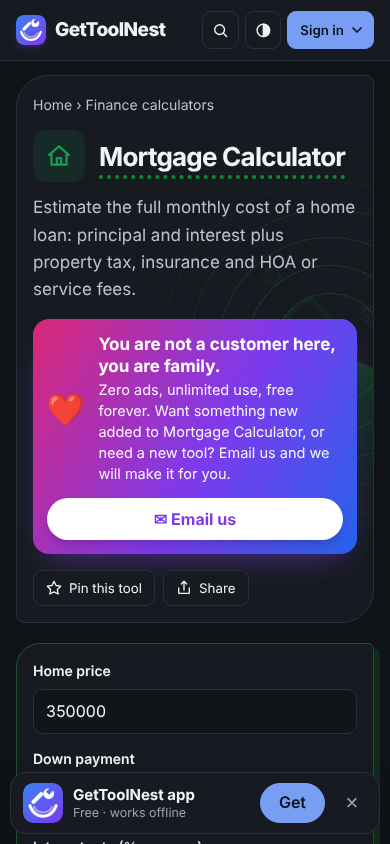 GetToolNest
Sign in
Home › Finance calculators
Mortgage Calculator
Estimate the full monthly cost of a home
loan: principal and interest plus
property tax, insurance and HOA or
service fees.
You are not a customer here,
you are family.
Zero ads, unlimited use, free
forever. Want something new
added to Mortgage Calculator, or
need a new tool? Email us and we
will make it for you.
✉ Email us
Pin this tool
Share
Home price
350000
Down payment
GetToolNest app
Free · works offline
Get